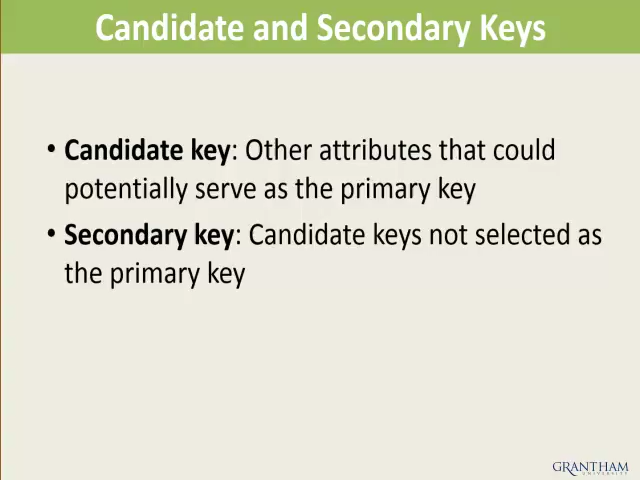 Candidate and Secondary Keys
• Candidate key: Other attributes that could
potentially serve as the primary key
• Secondary key: Candidate keys not selected as
the primary key
GRANTHAM
UNIVERSITY